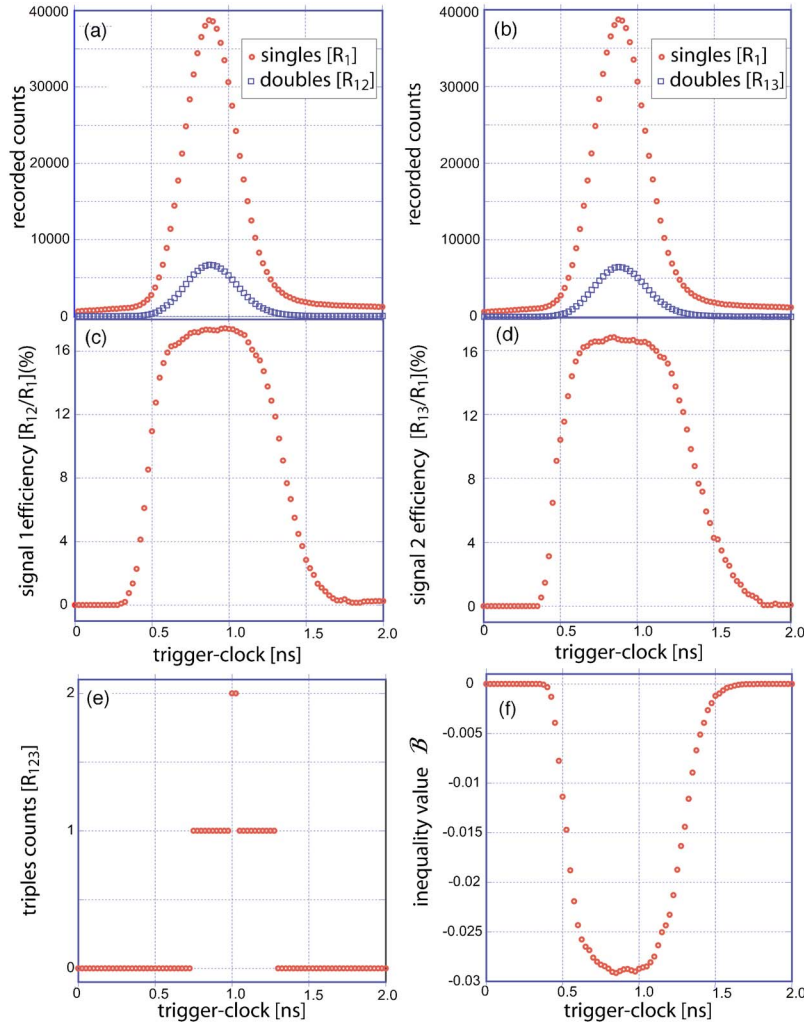 (a)
singles [R1]
doubles [R12]
recorded counts
40000
30000
20000
10000
0
(b)
singles [R1]
doubles [R13]
recorded counts
40000
30000
20000
10000
0
(c)
signal 1efficiency [R12/R1](%)
16
12
8
4
0
0 0.5 1.0 1.5 2.0
trigger-clock [ns]
(d)
signal 2 efficiency [R13/R1](%)
16
12
8
4
0
0 0.5 1.0 1.5 2.0
trigger-clock [ns]
(e)
triples counts [R123]
2
1
0
0 0.5 1.0 1.5 2.0
trigger-clock [ns]
(f)
inequality value ℬ
0
-0.005
-0.01
-0.015
-0.02
-0.025
-0.03
0 0.5 1.0 1.5 2.0
trigger-clock [ns]